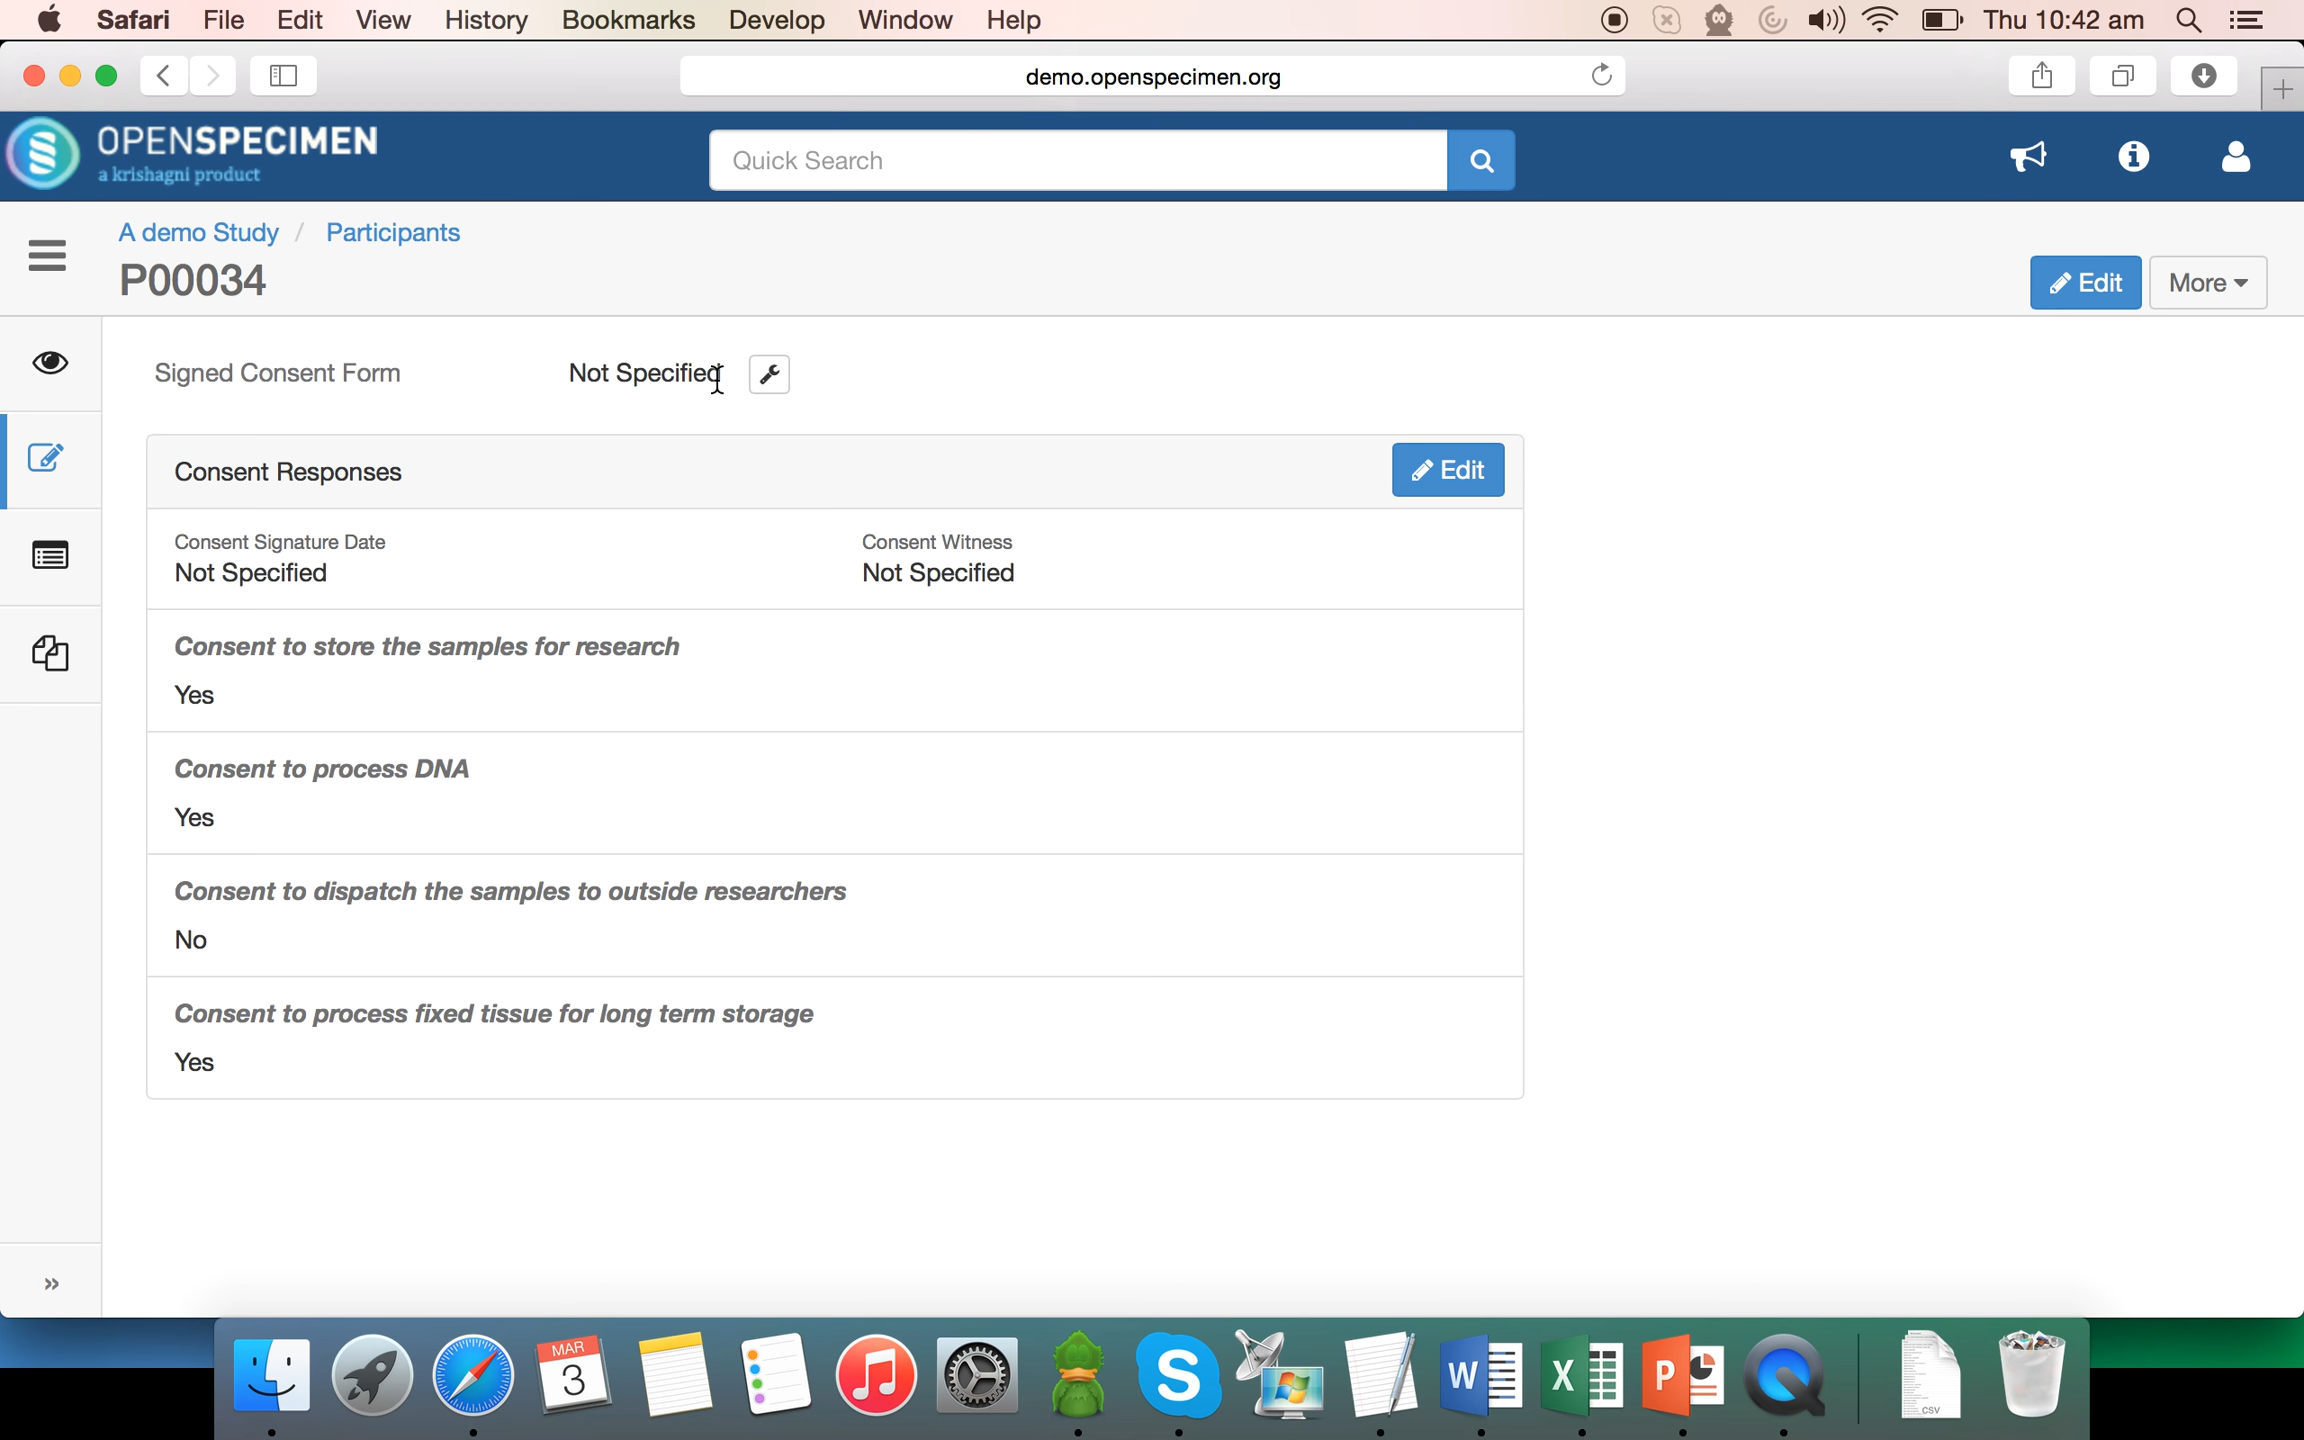 Safari File Edit View History Bookmarks Develop Window Help Thu 10:42 am
demo.openspecimen.org
OPENSPECIMEN
a krishagni product
Quick Search
A demo Study / Participants
P00034
Edit More
Signed Consent Form Not Specified
Consent Responses Edit
Consent Signature Date Consent Witness
Not Specified Not Specified
Consent to store the samples for research
Yes
Consent to process DNA
Yes
Consent to dispatch the samples to outside researchers
No
Consent to process fixed tissue for long term storage
Yes
»
MAR
3
S
W
X
P
CSV